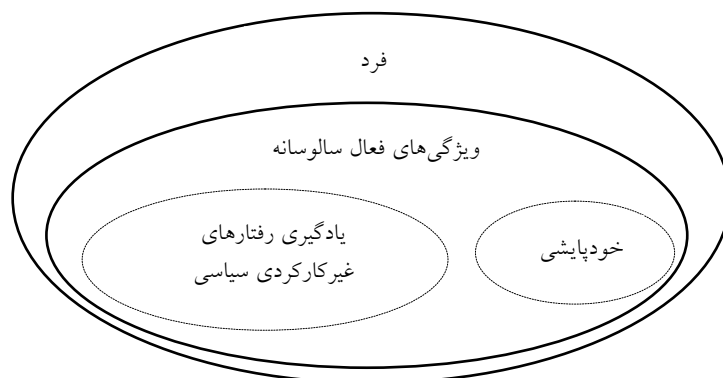 فرد
ویژگی‌های فعال سالوسانه
یادگیری رفتارهای
غیرکارکردی سیاسی
خودپایشی